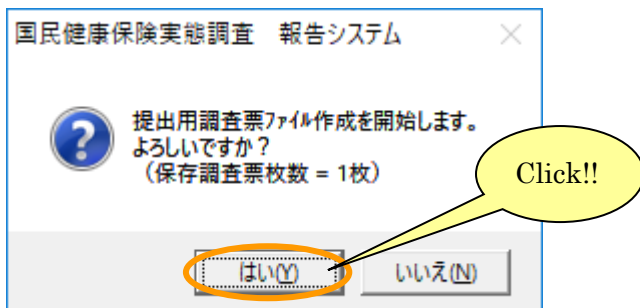 国民健康保険実態調査　報告システム
提出用調査票ﾌｧｲﾙ作成を開始します。
よろしいですか？
（保存調査票枚数 = 1枚）
Click!!
はい(Y)
いいえ(N)